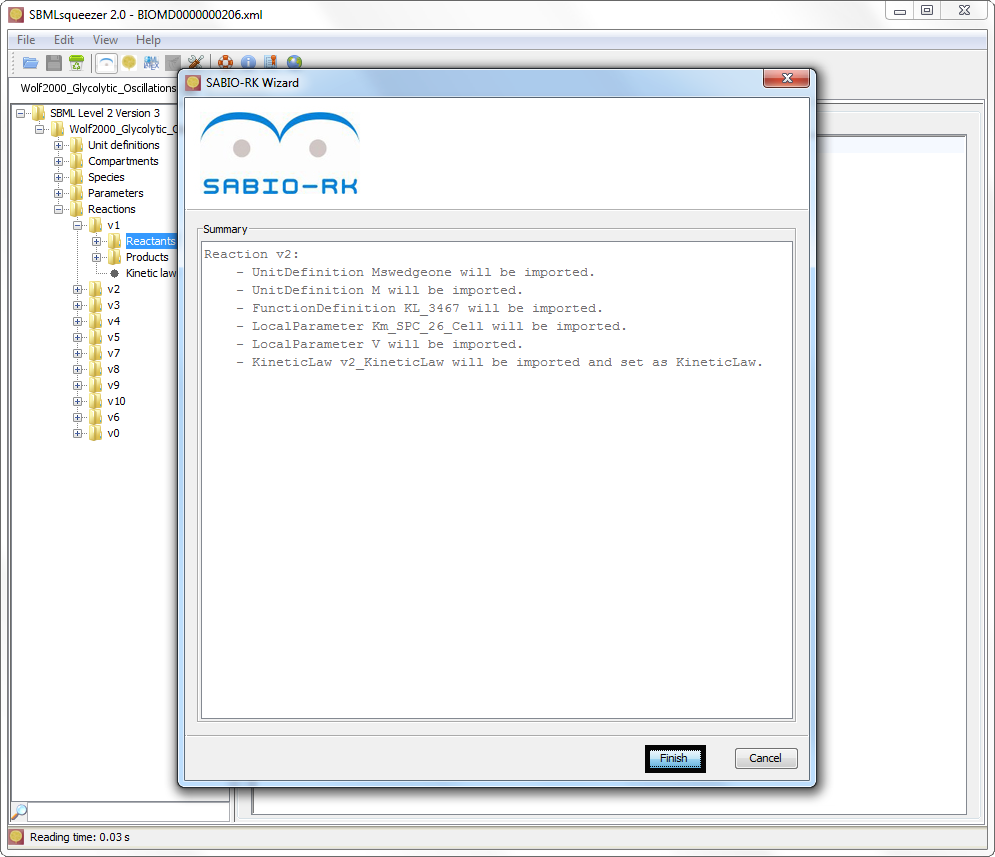 SBMLsqueezer 2.0 - BIOMD0000000206.xml
File Edit View Help
Wolf2000_Glycolytic_Oscillations
SBML Level 2 Version 3
Wolf2000_Glycolytic_
Unit definitions
Compartments
Species
Parameters
Reactions
v1
Reactants
Products
Kinetic law
v2
v3
v4
v5
v7
v8
v9
v10
v6
v0
SABIO-RK Wizard
SABIO-RK
Summary
Reaction v2:
- UnitDefinition Mswedgeone will be imported.
- UnitDefinition M will be imported.
- FunctionDefinition KL_3467 will be imported.
- LocalParameter Km_SPC_26_Cell will be imported.
- LocalParameter V will be imported.
- KineticLaw v2_KineticLaw will be imported and set as KineticLaw.
Finish Cancel
Reading time: 0.03 s